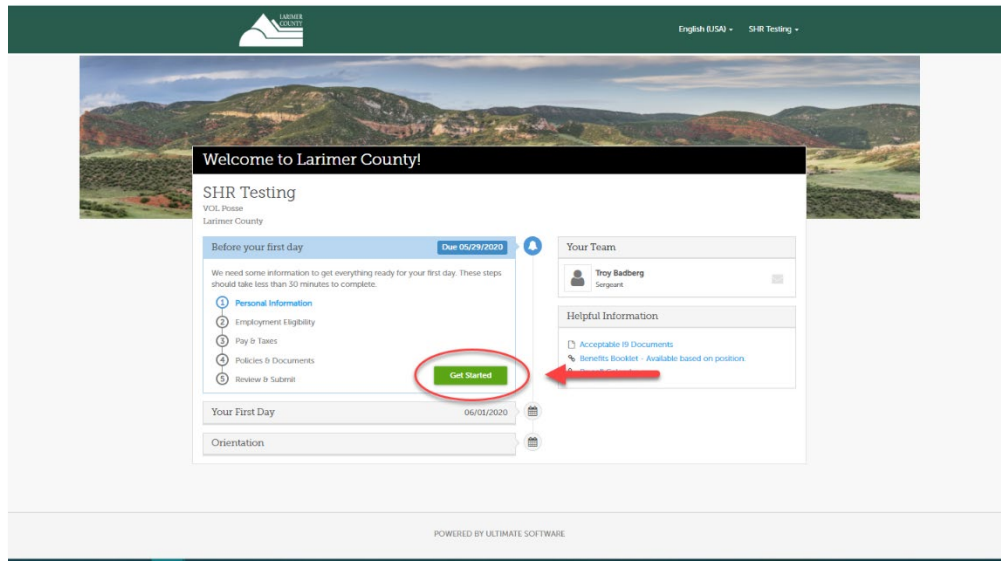 LARIMER
COUNTY
English (USA)
SHR Testing
Welcome to Larimer County!
SHR Testing
VOL Posse
Larimer County
Before your first day
Due 05/29/2020
We need some information to get everything ready for your first day. These steps
should take less than 30 minutes to complete.
1 Personal Information
2 Employment Eligibility
3 Pay & Taxes
4 Policies & Documents
5 Review & Submit
Get Started
Your First Day
06/01/2020
Orientation
Your Team
Troy Badberg
Sergeant
Helpful Information
Acceptable I9 Documents
Benefits Booklet - Available based on position.
POWERED BY ULTIMATE SOFTWARE